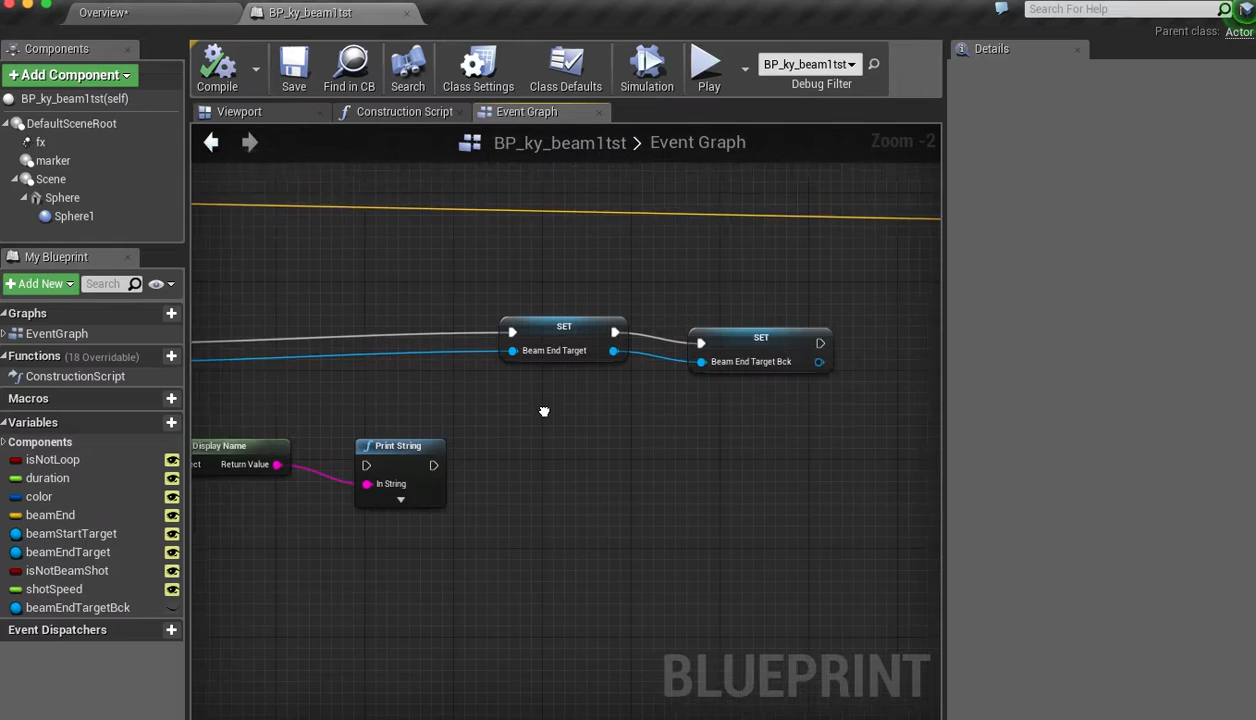 Overview*
BP_ky_beam1tst
Search For Help
Parent class:
Actor
Components
Add Component
BP_ky_beam1tst(self)
DefaultSceneRoot
fx
marker
Scene
Sphere
Sphere1
Compile
Save
Find in CB
Search
Class Settings
Class Defaults
Simulation
Play
BP_ky_beam1tst
Debug Filter
Details
Viewport
Construction Script
Event Graph
BP_ky_beam1tst > Event Graph
Zoom -2
My Blueprint
Add New
Search
Graphs
EventGraph
Functions (18 Overridable)
ConstructionScript
Macros
Variables
Components
isNotLoop
duration
color
beamEnd
beamStartTarget
beamEndTarget
isNotBeamShot
shotSpeed
beamEndTargetBck
Event Dispatchers
SET
Beam End Target
SET
Beam End Target Bck
Display Name
ect Return Value
Print String
In String
BLUEPRINT